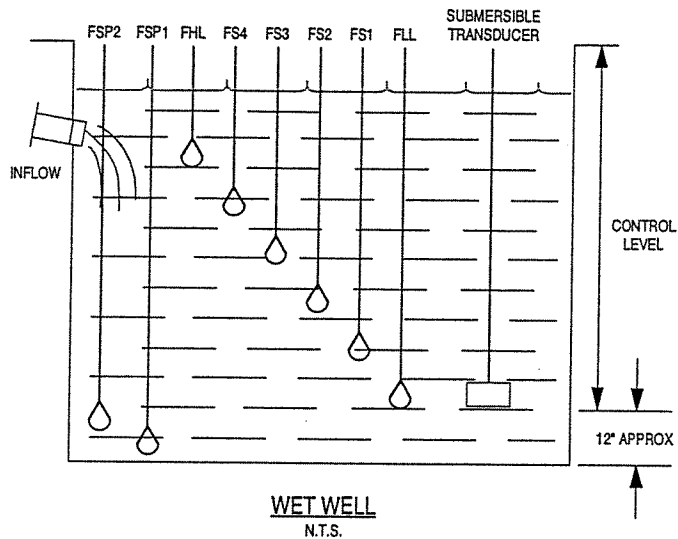 SUBMERSIBLE
TRANSDUCER
FSP2 FSP1 FHL FS4 FS3 FS2 FS1 FLL
INFLOW
CONTROL
LEVEL
12" APPROX
WET WELL
N.T.S.